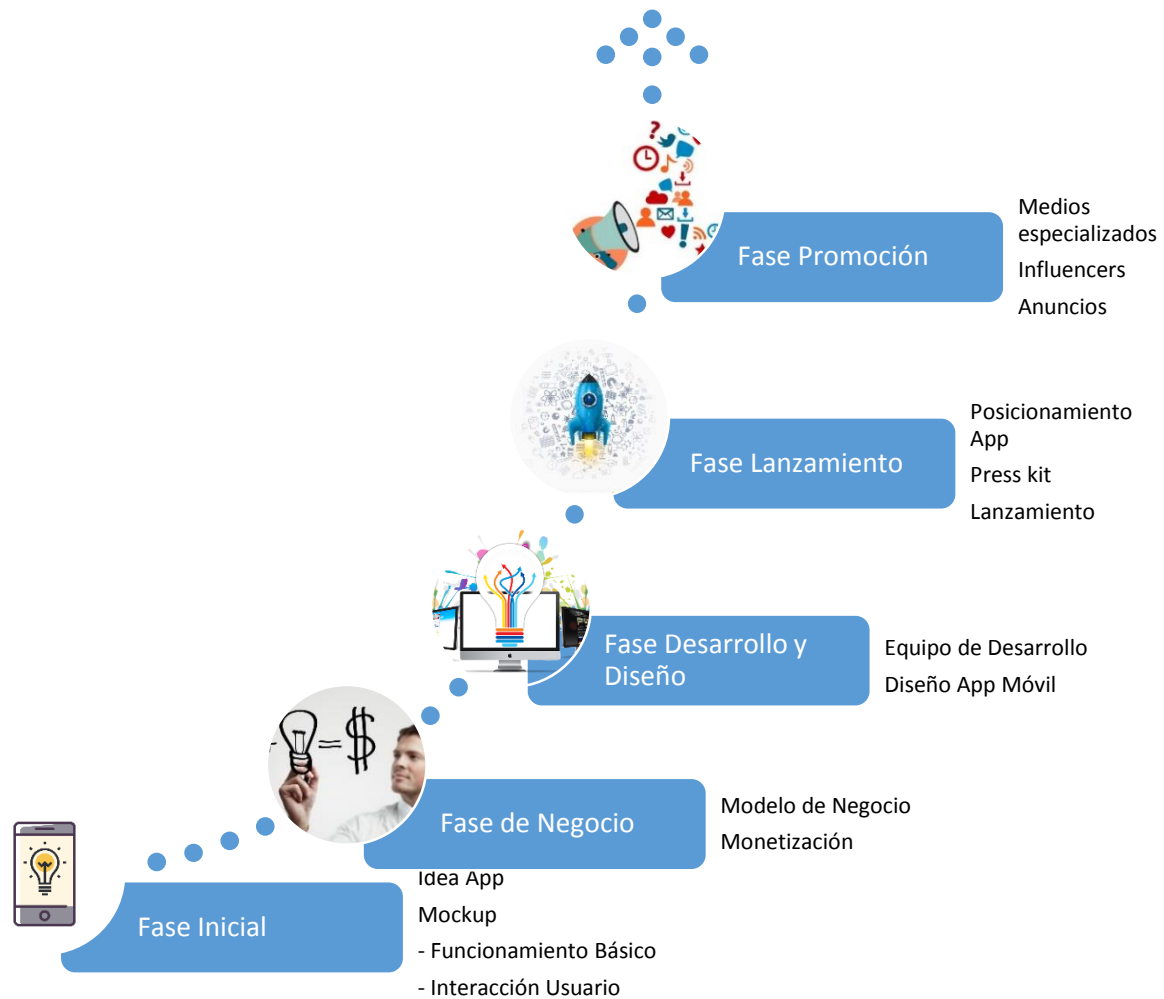 Fase Promoción
Medios
especializados
Influencers
Anuncios
Fase Lanzamiento
Posicionamiento
App
Press kit
Lanzamiento
Fase Desarrollo y
Diseño
Equipo de Desarrollo
Diseño App Móvil
Fase de Negocio
Modelo de Negocio
Monetización
=$
Fase Inicial
Idea App
Mockup
- Funcionamiento Básico
- Interacción Usuario